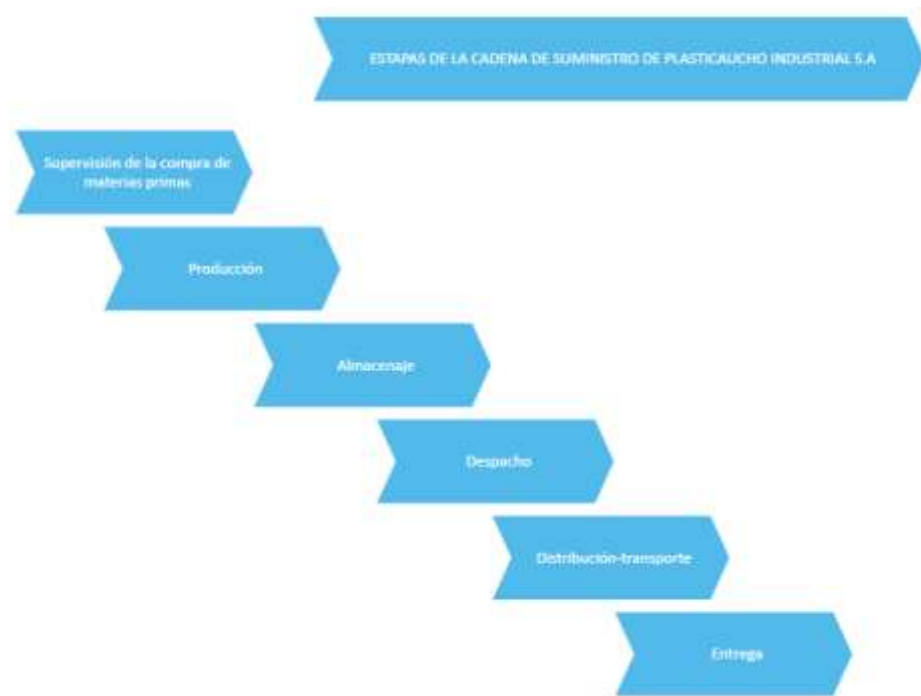 ESTAPAS DE LA CADENA DE SUMINISTRO DE PLASTICAUCHO INDUSTRIAL S.A
Supervisión de la compra de
materias primas
Producción
Almacenaje
Despacho
Distribución-transporte
Entrega